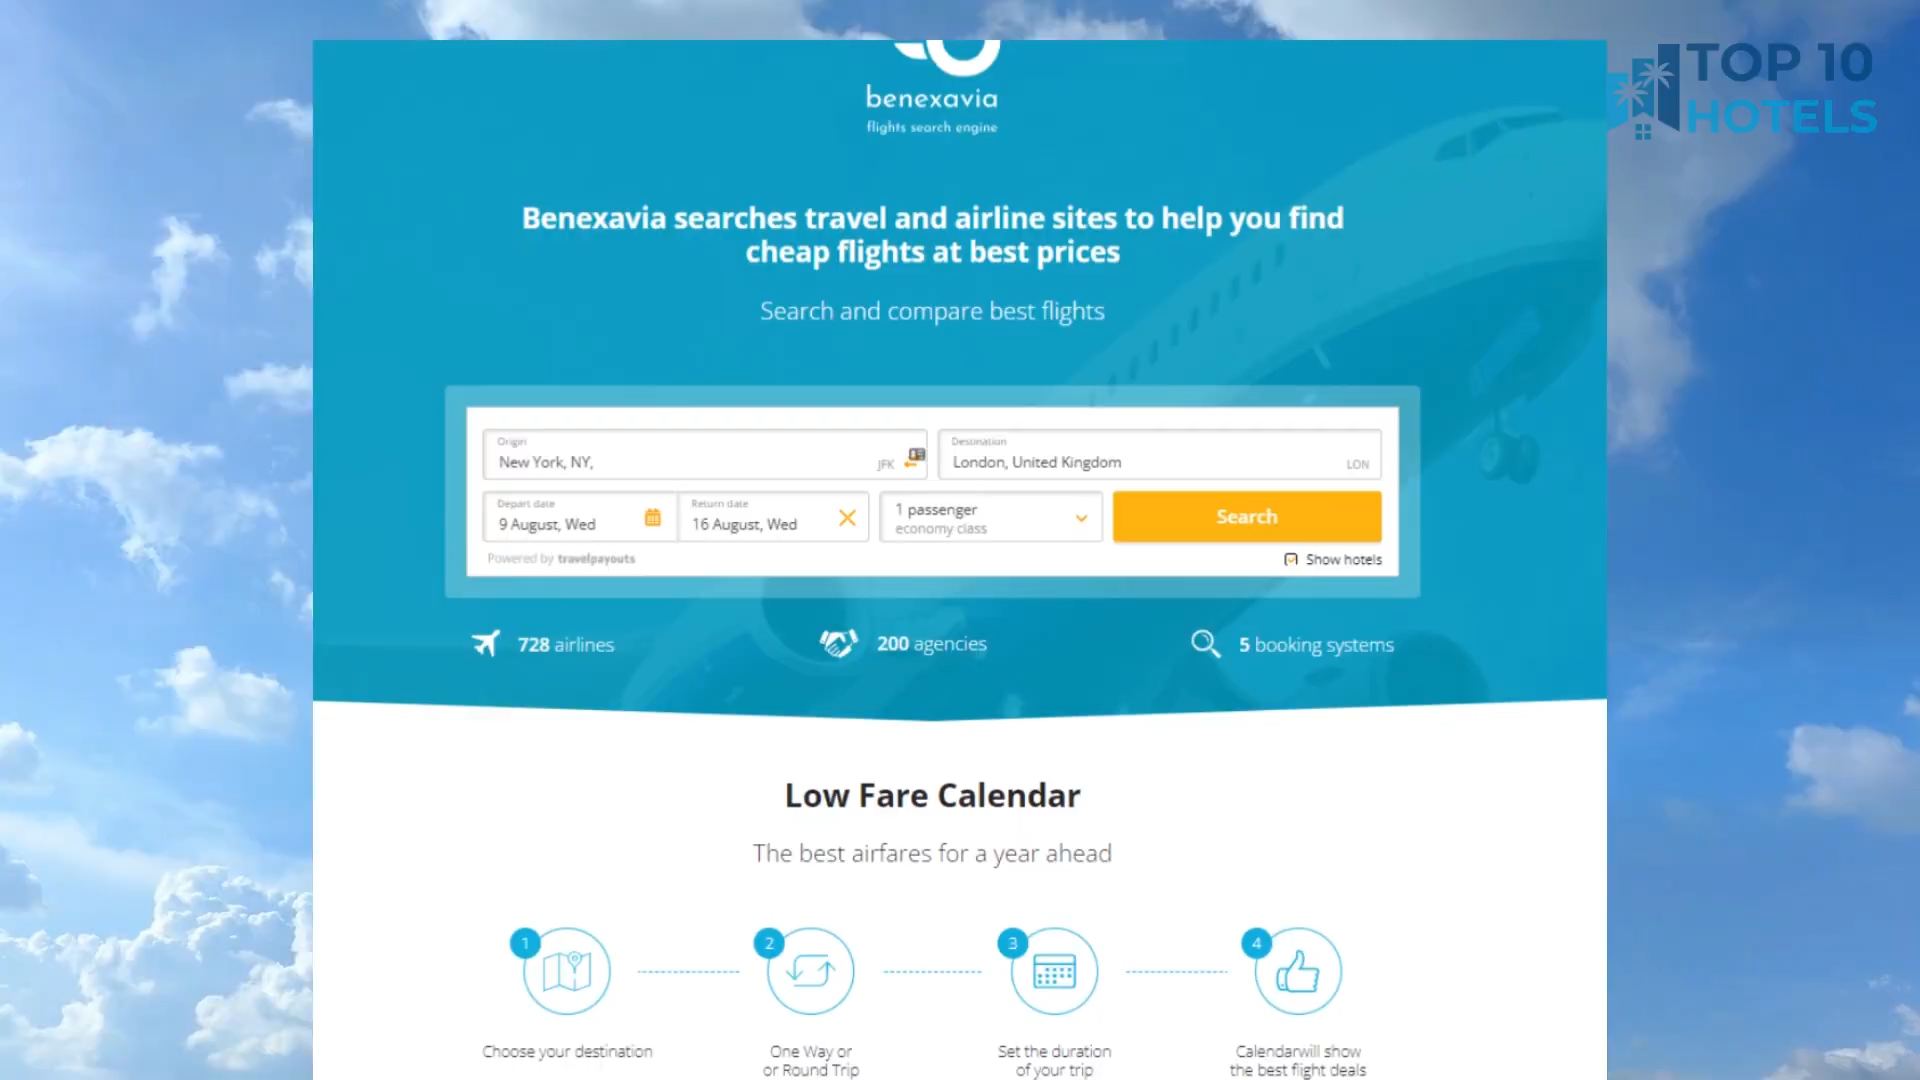 TOP 10
HOTELS
benexavia
flights search engine
Benexavia searches travel and airline sites to help you find
cheap flights at best prices
Search and compare best flights
Origin
New York, NY,
JFK
Destination
London, United Kingdom
LON
Depart date
9 August, Wed
Return date
16 August, Wed
1 passenger
economy class
Search
Powered by travelpayouts
Show hotels
728 airlines
200 agencies
5 booking systems
Low Fare Calendar
The best airfares for a year ahead
1
2
3
4
Choose your destination
One Way or
or Round Trip
Set the duration
of your trip
Calendarwill show
the best flight deals